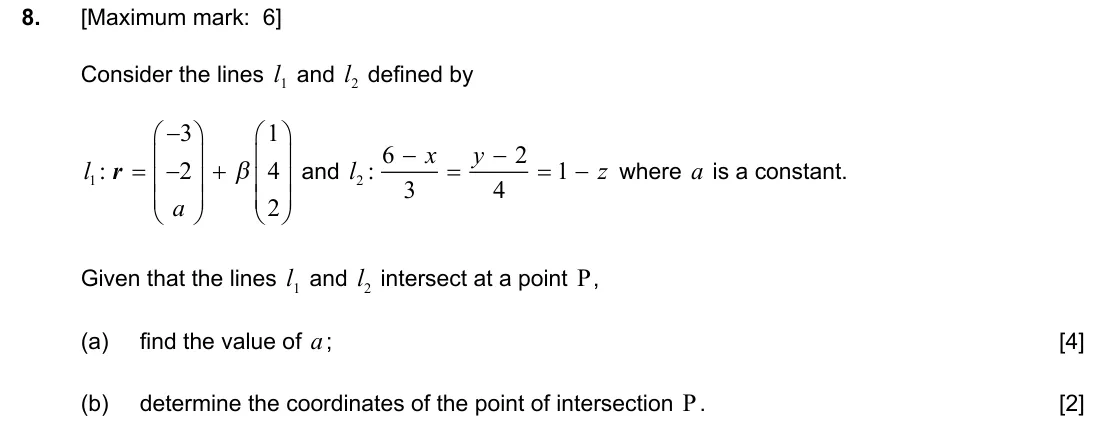 8. [Maximum mark: 6]
Consider the lines l₁ and l₂ defined by
l₁: r = (−3, −2, a) + β(1, 4, 2) and l₂: (6 − x)/3 = (y − 2)/4 = 1 − z where a is a constant.
Given that the lines l₁ and l₂ intersect at a point P,
(a) find the value of a; [4]
(b) determine the coordinates of the point of intersection P. [2]